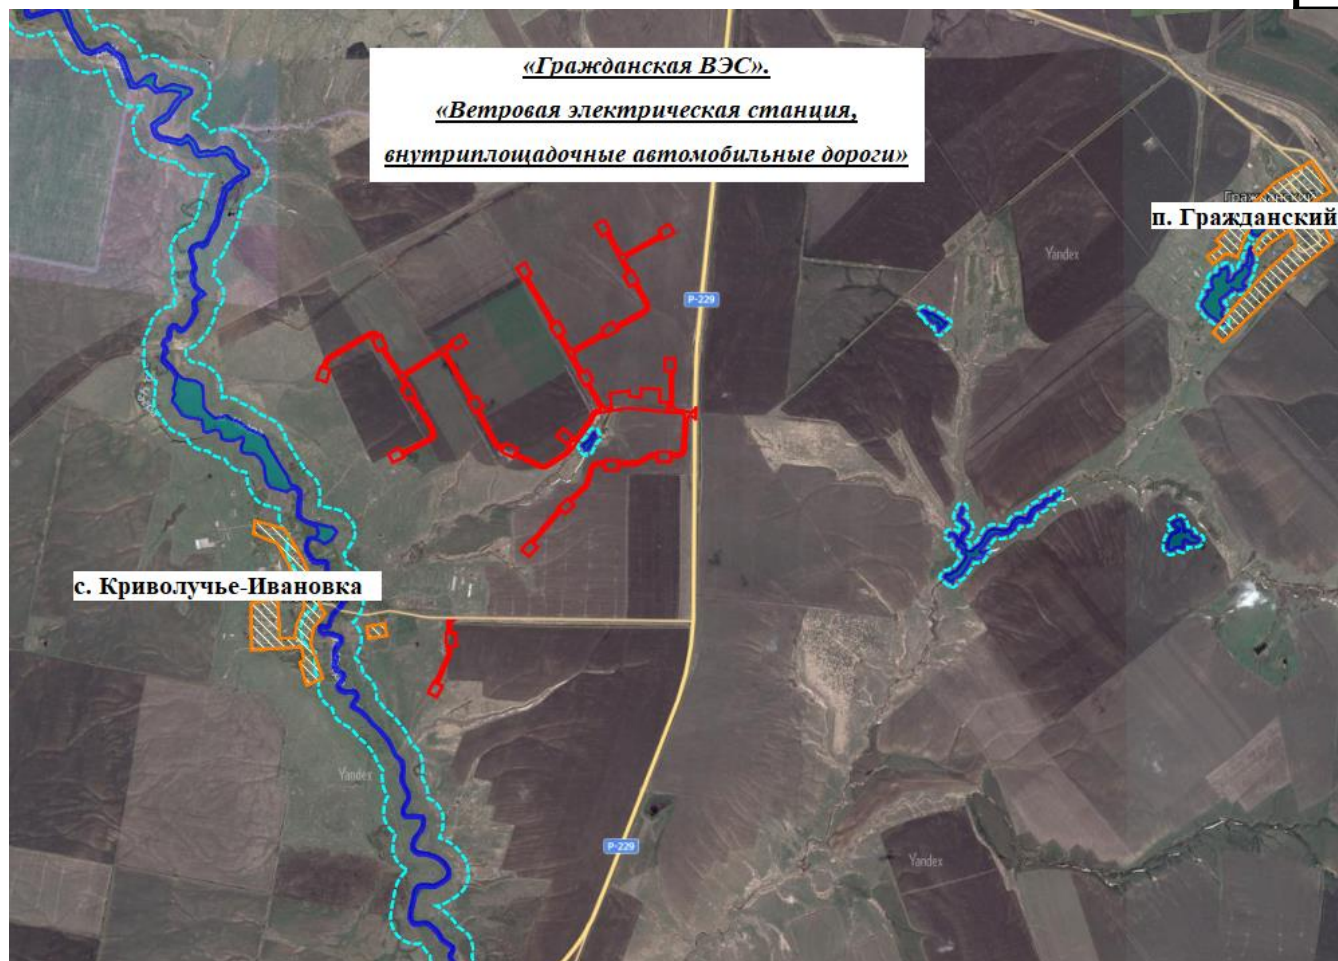 «Гражданская ВЭС».
«Ветровая электрическая станция,
внутриплощадочные автомобильные дороги»
п. Гражданский
Yandex
Р-229
с. Криволучье-Ивановка
Yandex
Р-229
Yandex